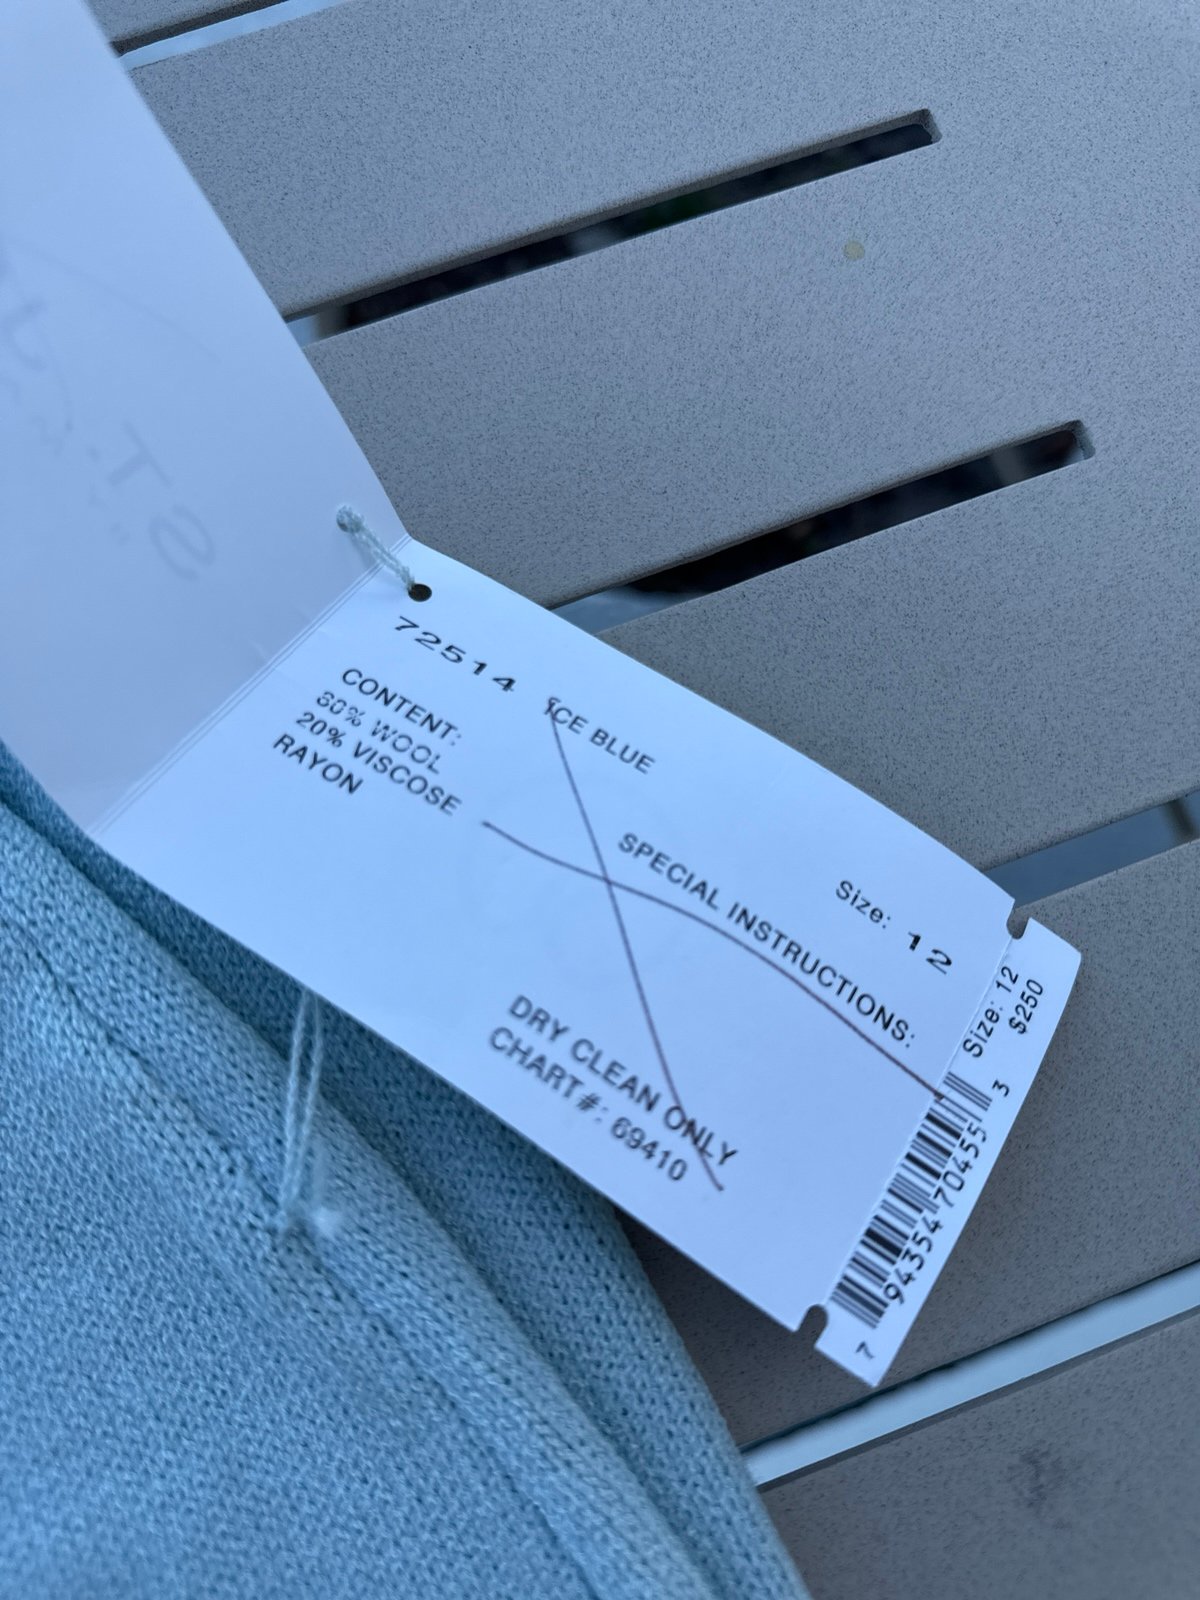 72514
ICE BLUE
CONTENT:
80% WOOL
20% VISCOSE
RAYON
SPECIAL INSTRUCTIONS:
Size: 12
DRY CLEAN ONLY
CHART#: 69410
Size: 12
$250
7 94354 70455 3